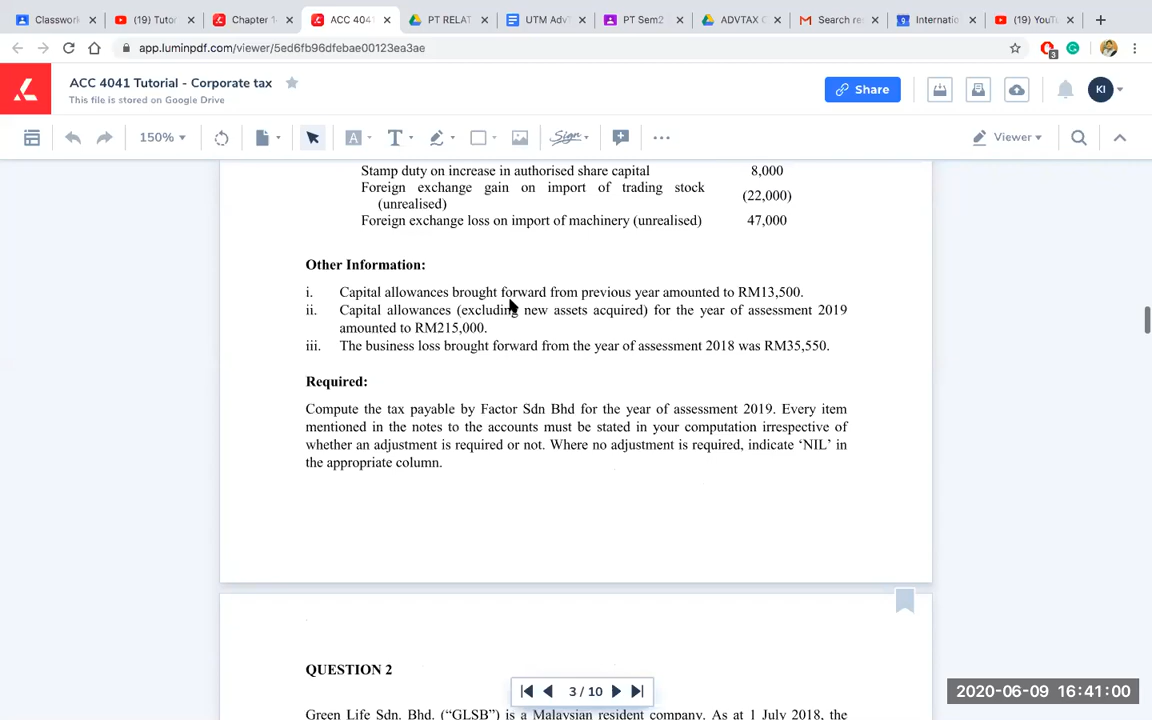 Classwork
(19) Tutor
Chapter 1
ACC 404
PT RELAT
UTM Adv
PT Sem2
ADVTAX C
Search re
Internatio
(19) YouTu
app.luminpdf.com/viewer/5ed6fb96dfebae00123ea3ae
3
ACC 4041 Tutorial - Corporate tax
This file is stored on Google Drive
Share
KI
150%
A
T
Sign
Viewer
Stamp duty on increase in authorised share capital 8,000
Foreign exchange gain on import of trading stock
(unrealised) (22,000)
Foreign exchange loss on import of machinery (unrealised) 47,000
Other Information:
i. Capital allowances brought forward from previous year amounted to RM13,500.
ii. Capital allowances (excluding new assets acquired) for the year of assessment 2019
amounted to RM215,000.
iii. The business loss brought forward from the year of assessment 2018 was RM35,550.
Required:
Compute the tax payable by Factor Sdn Bhd for the year of assessment 2019. Every item
mentioned in the notes to the accounts must be stated in your computation irrespective of
whether an adjustment is required or not. Where no adjustment is required, indicate ‘NIL’ in
the appropriate column.
QUESTION 2
3 / 10
2020-06-09 16:41:00
Green Life Sdn. Bhd. (“GLSB”) is a Malaysian resident company. As at 1 July 2018, the